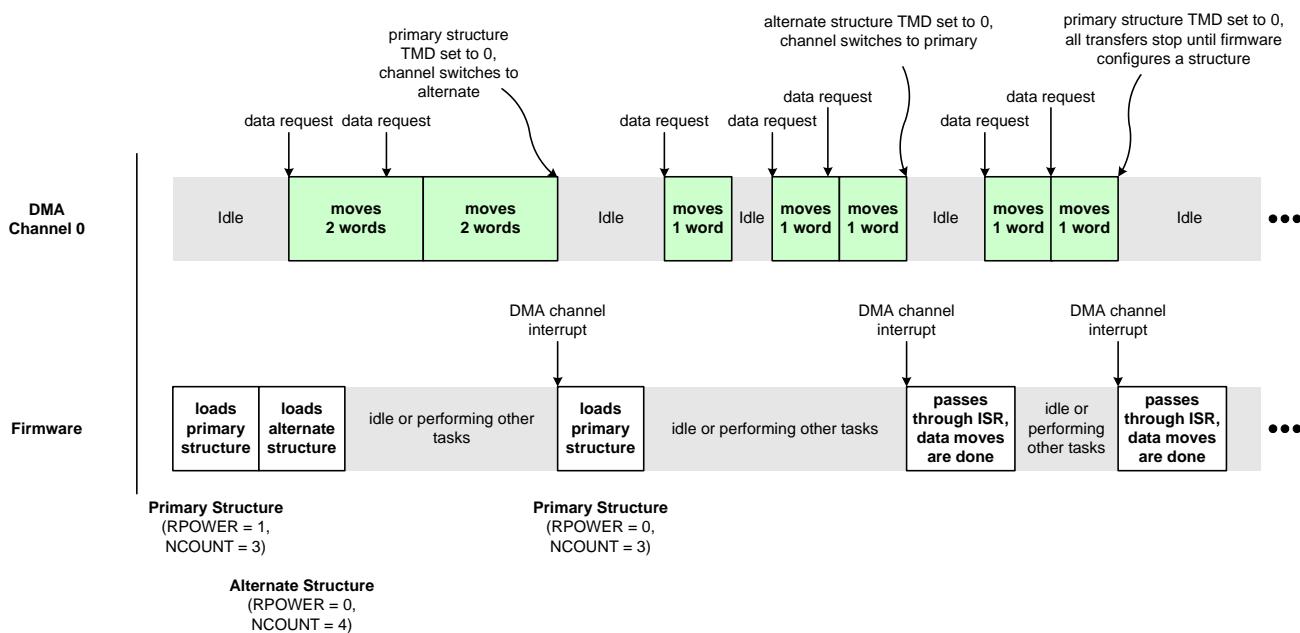 primary structure
TMD set to 0,
channel switches to
alternate
alternate structure TMD set to 0,
channel switches to primary
primary structure TMD set to 0,
all transfers stop until firmware
configures a structure
data request
data request
data request
data request
data request
data request
data request
DMA
Channel 0
Idle
moves
2 words
moves
2 words
Idle
moves
1 word
Idle
moves
1 word
moves
1 word
Idle
moves
1 word
moves
1 word
Idle
DMA channel
interrupt
DMA channel
interrupt
DMA channel
interrupt
Firmware
loads
primary
structure
loads
alternate
structure
idle or performing other
tasks
loads
primary
structure
idle or performing other tasks
passes
through ISR,
data moves
are done
idle or
performing
other tasks
passes
through ISR,
data moves
are done
Primary Structure
(RPOWER = 1,
NCOUNT = 3)
Primary Structure
(RPOWER = 0,
NCOUNT = 3)
Alternate Structure
(RPOWER = 0,
NCOUNT = 4)